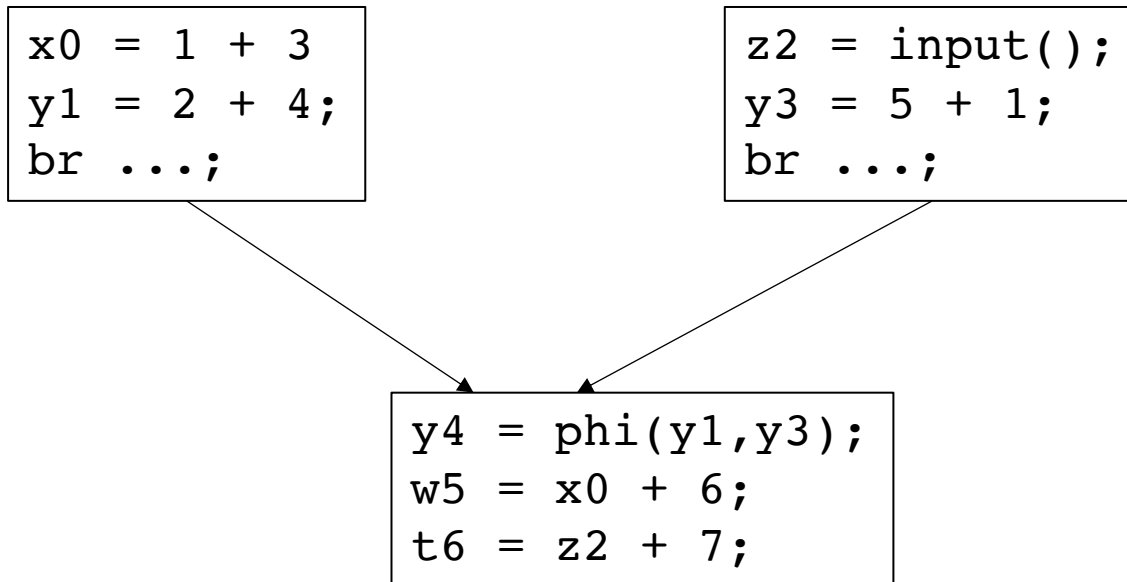 x0 = 1 + 3
y1 = 2 + 4;
br ...;
z2 = input();
y3 = 5 + 1;
br ...;
y4 = phi(y1,y3);
w5 = x0 + 6;
t6 = z2 + 7;